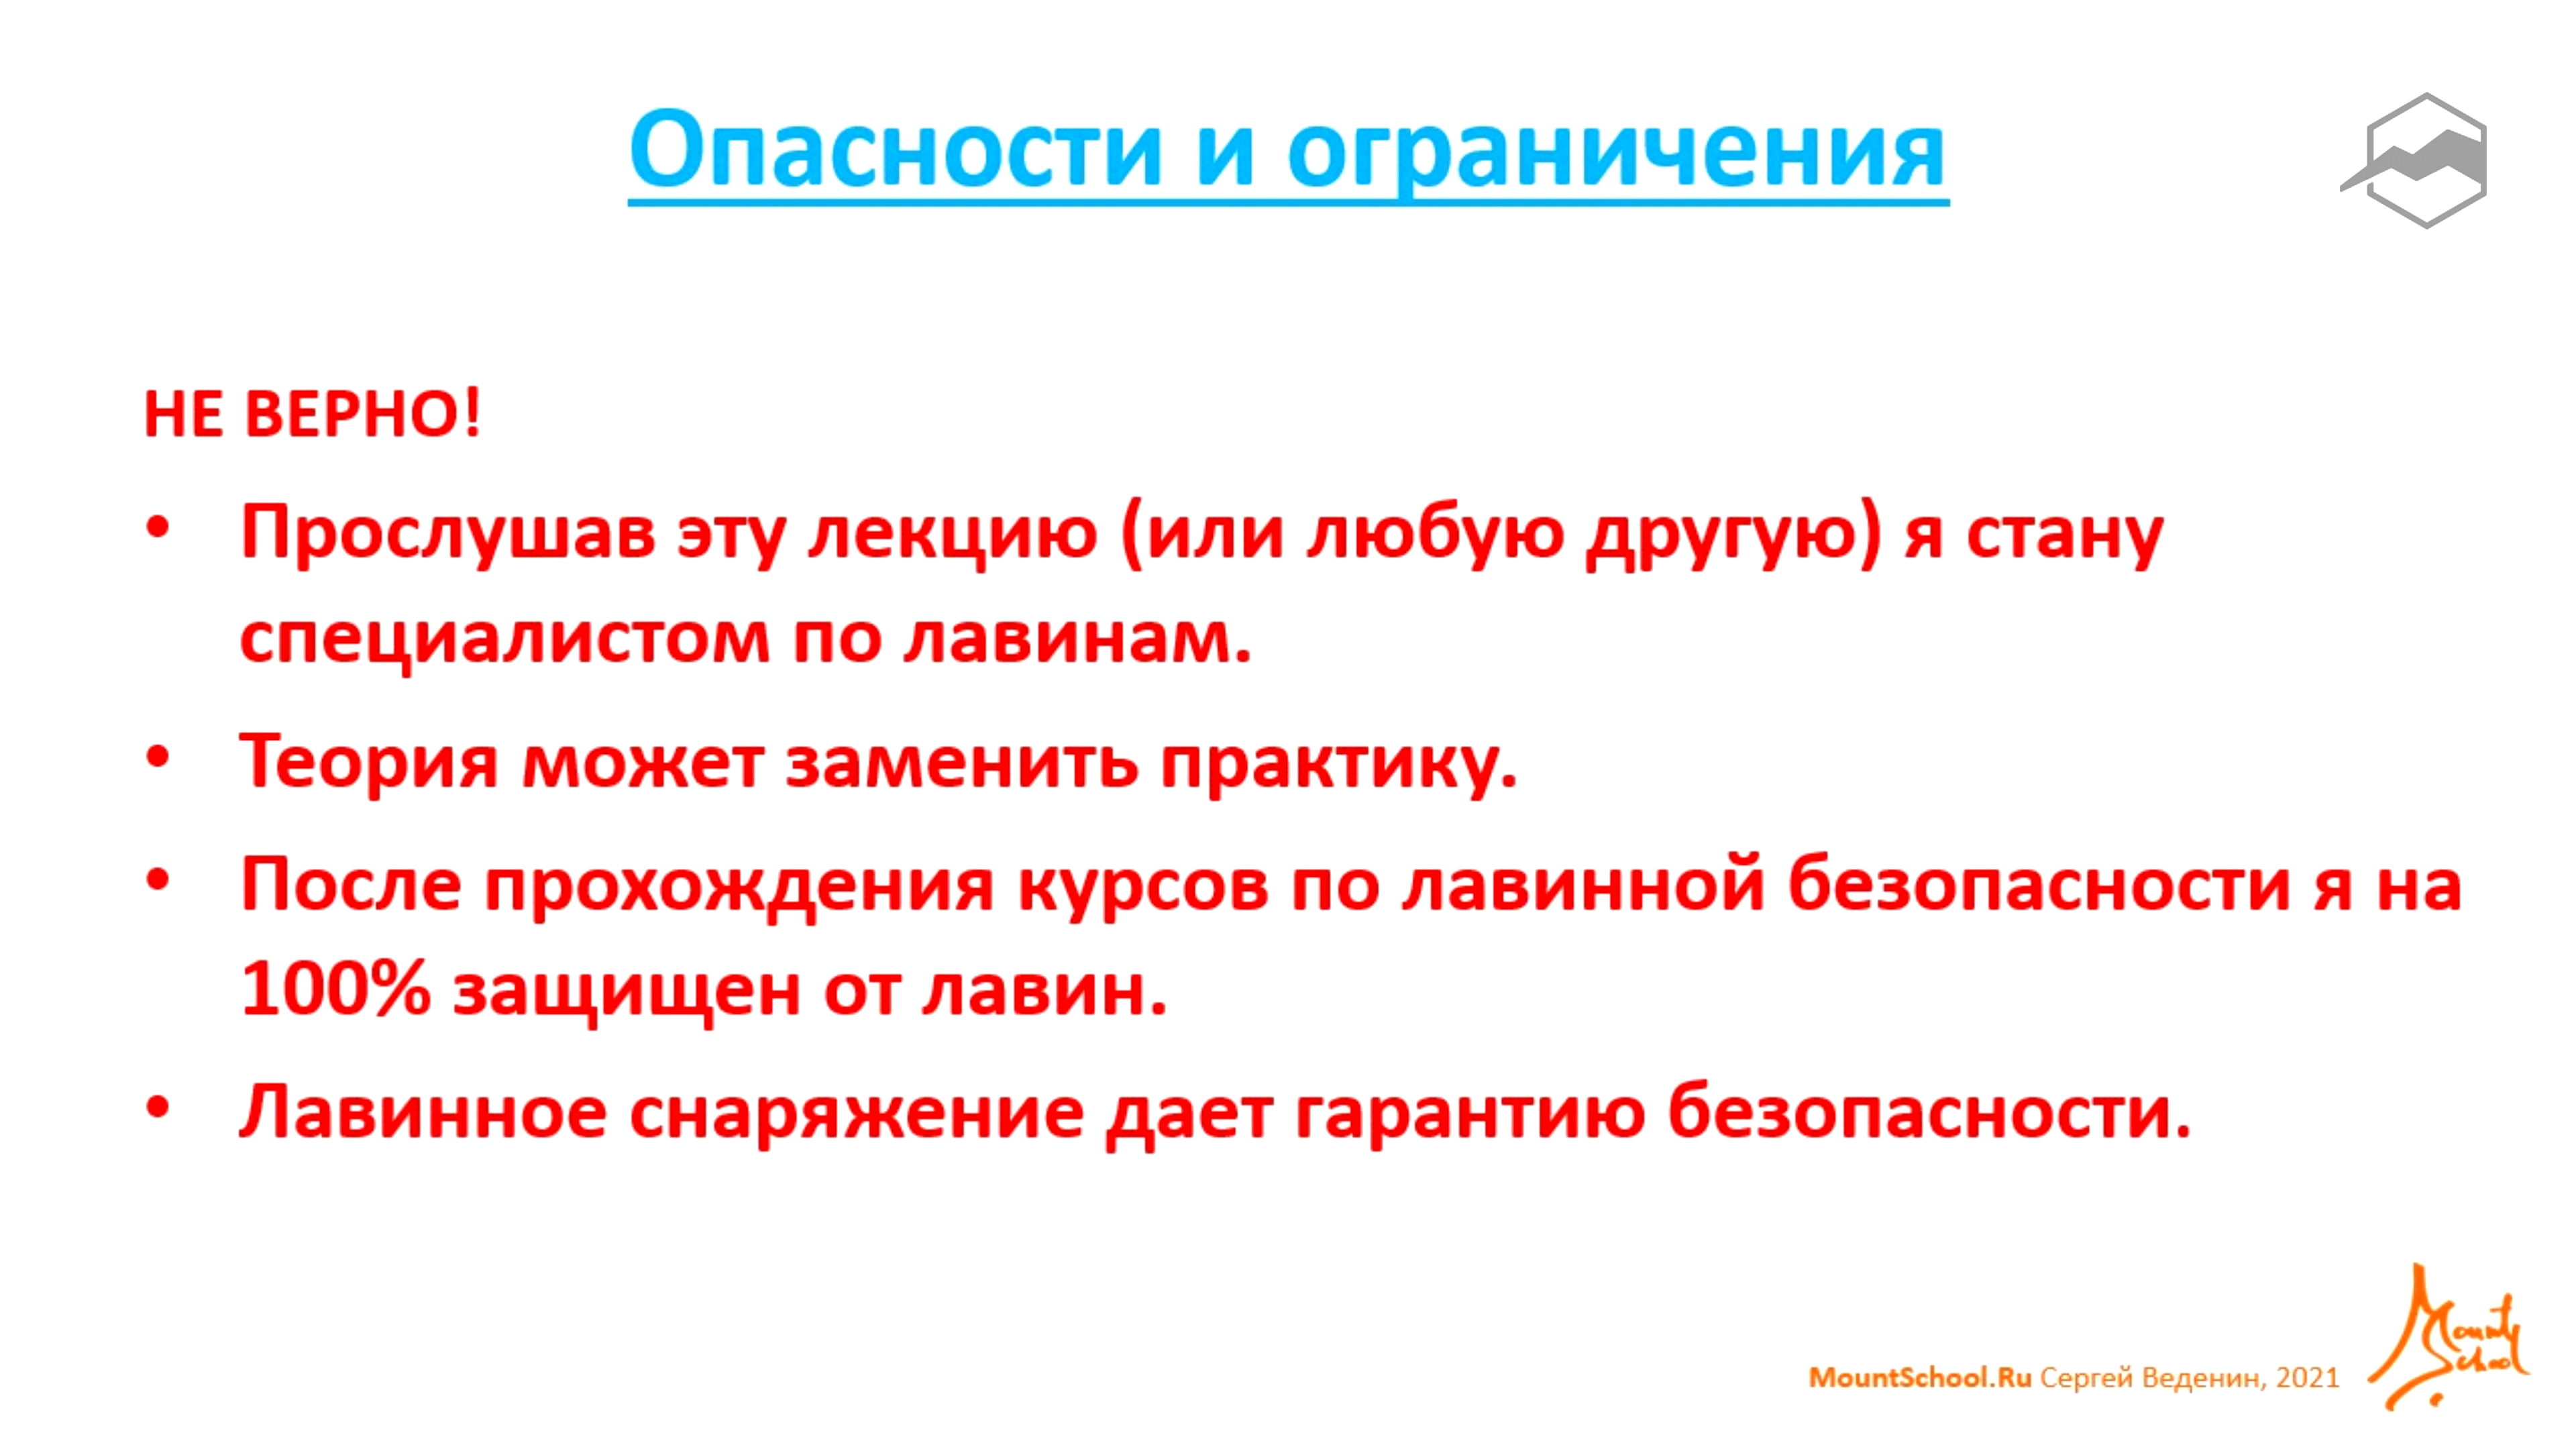 Опасности и ограничения
НЕ ВЕРНО!
• Прослушав эту лекцию (или любую другую) я стану
специалистом по лавинам.
• Теория может заменить практику.
• После прохождения курсов по лавинной безопасности я на
100% защищен от лавин.
• Лавинное снаряжение дает гарантию безопасности.
MountSchool.Ru Сергей Веденин, 2021
Mount
School